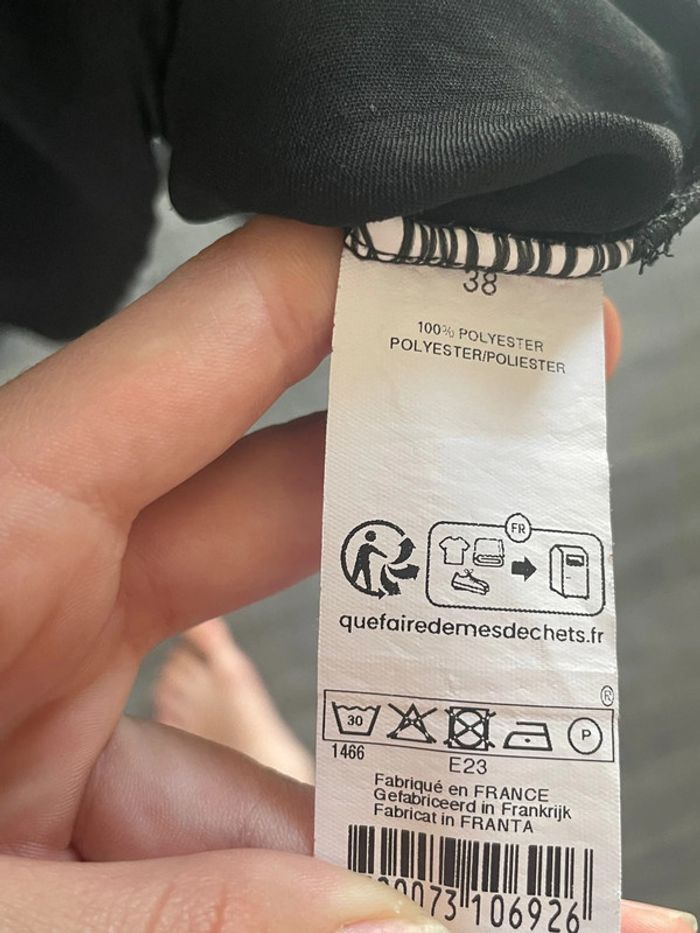 38
100% POLYESTER
POLYESTER/POLIESTER
FR
quefairedemesdechets.fr
®
30
P
1466
E23
Fabriqué en FRANCE
Gefabriceerd in Frankrijk
Fabricat in FRANTA
0073 106926